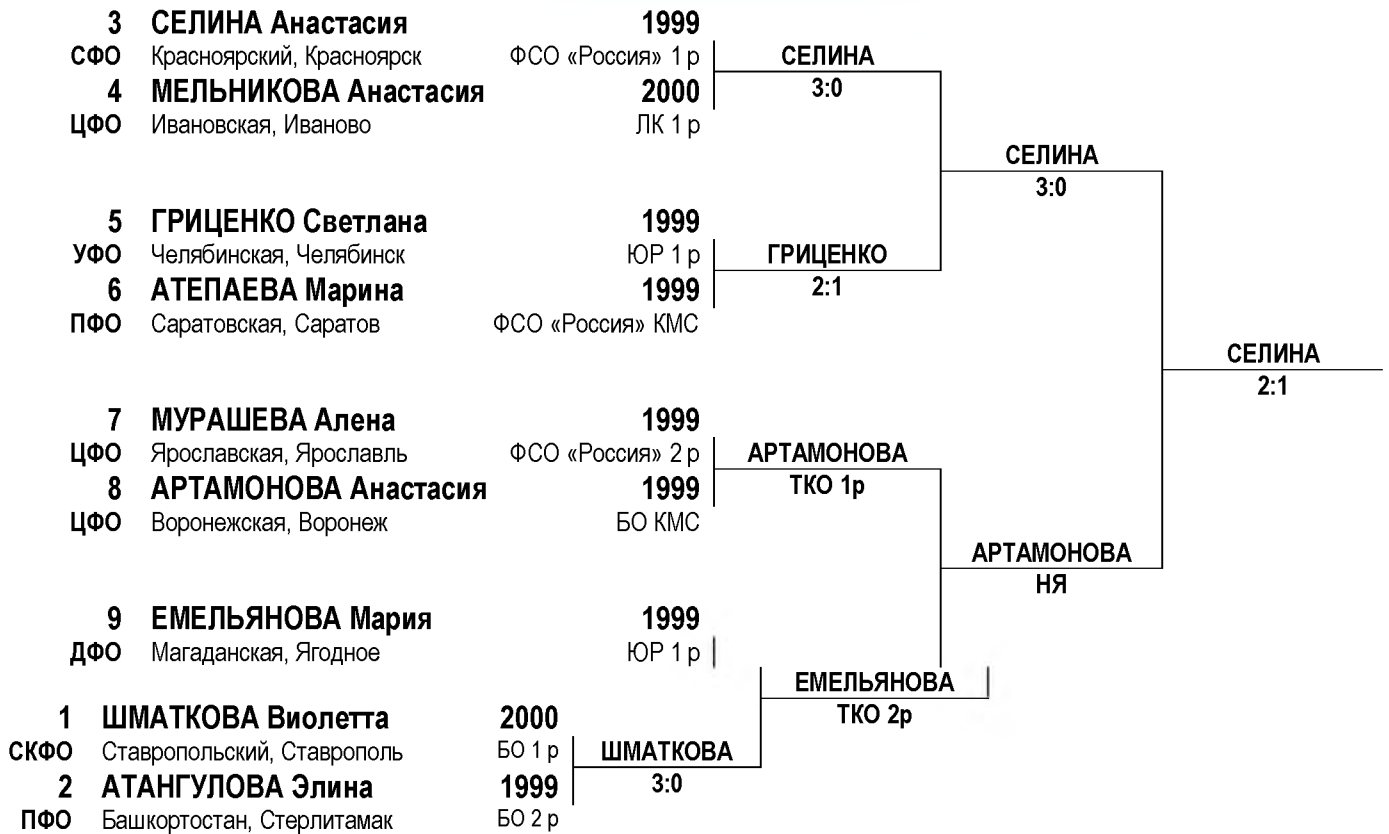 3 СЕЛИНА Анастасия 1999
СФО Красноярский, Красноярск ФСО «Россия» 1 р
СЕЛИНА
4 МЕЛЬНИКОВА Анастасия 2000
3:0
ЦФО Ивановская, Иваново ЛК 1 р
СЕЛИНА
3:0
5 ГРИЦЕНКО Светлана 1999
УФО Челябинская, Челябинск ЮР 1 р
ГРИЦЕНКО
6 АТЕПАЕВА Марина 1999
2:1
ПФО Саратовская, Саратов ФСО «Россия» КМС
СЕЛИНА
2:1
7 МУРАШЕВА Алена 1999
ЦФО Ярославская, Ярославль ФСО «Россия» 2 р
АРТАМОНОВА
8 АРТАМОНОВА Анастасия 1999
ТКО 1р
ЦФО Воронежская, Воронеж БО КМС
АРТАМОНОВА
НЯ
9 ЕМЕЛЬЯНОВА Мария 1999
ДФО Магаданская, Ягодное ЮР 1 р
ЕМЕЛЬЯНОВА
ТКО 2р
1 ШМАТКОВА Виолетта 2000
СКФО Ставропольский, Ставрополь БО 1 р
ШМАТКОВА
2 АТАНГУЛОВА Элина 1999
3:0
ПФО Башкортостан, Стерлитамак БО 2 р